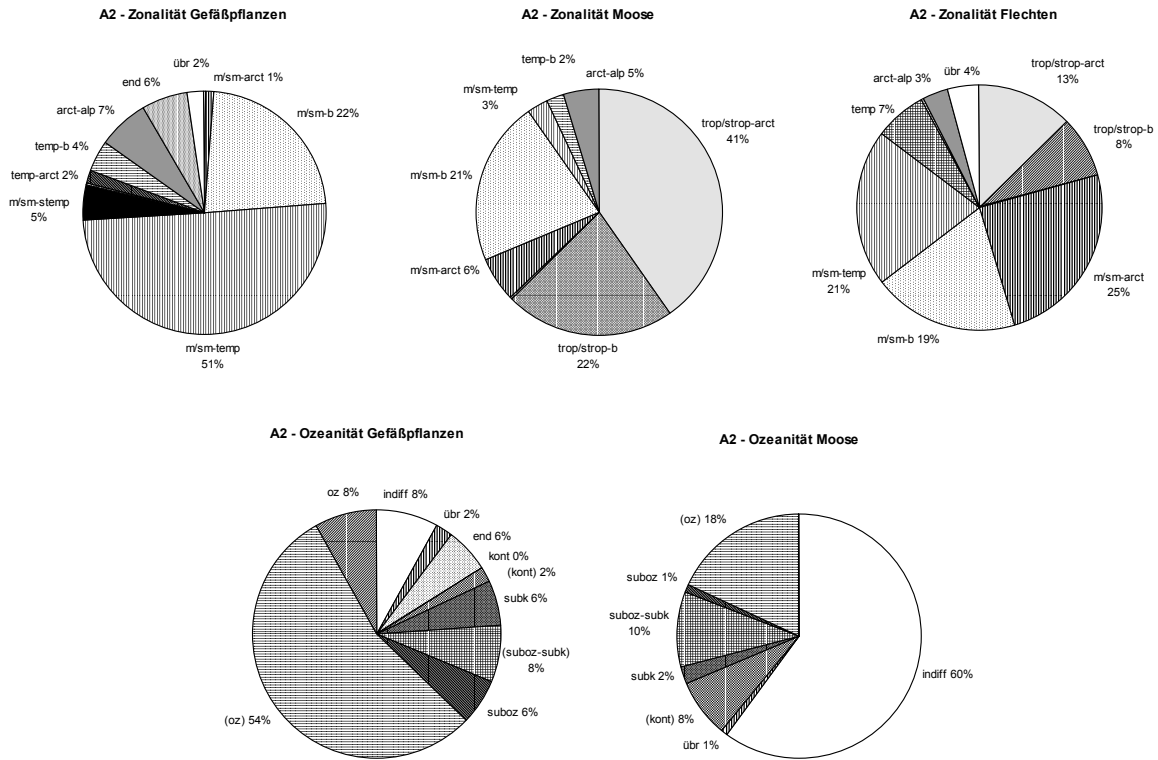 A2 - Zonalität Gefäßpflanzen
übr 2%
m/sm-arct 1%
end 6%
m/sm-b 22%
arct-alp 7%
temp-b 4%
temp-arct 2%
m/sm-stemp
5%
m/sm-temp
51%
A2 - Zonalität Moose
temp-b 2%
arct-alp 5%
m/sm-temp
3%
trop/strop-arct
41%
m/sm-b 21%
m/sm-arct 6%
trop/strop-b
22%
A2 - Zonalität Flechten
arct-alp 3%
übr 4%
trop/strop-arct
13%
temp 7%
trop/strop-b
8%
m/sm-temp
21%
m/sm-arct
25%
m/sm-b 19%
A2 - Ozeanität Gefäßpflanzen
oz 8%
indiff 8%
übr 2%
end 6%
kont 0%
(kont) 2%
subk 6%
(suboz-subk)
8%
suboz 6%
(oz) 54%
A2 - Ozeanität Moose
(oz) 18%
suboz 1%
suboz-subk
10%
subk 2%
(kont) 8%
übr 1%
indiff 60%